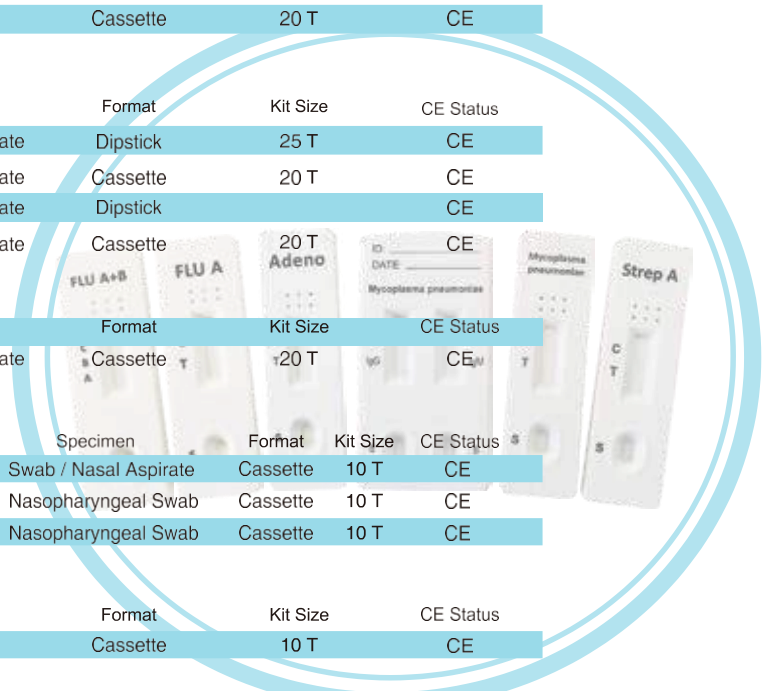 Cassette 20 T CE
Format Kit Size CE Status
ate Dipstick 25 T CE
ate Cassette 20 T CE
ate Dipstick CE
ate Cassette 20 T CE
FLU A+B FLU A Adeno
ID:
DATE:
Mycoplasma pneumoniae
Mycoplasma
pneumoniae
Strep A
Format Kit Size CE Status
ate Cassette 20 T CE
C
B
A
T
T
IgG IgM
T
C
T
Specimen Format Kit Size CE Status
S
S
Swab / Nasal Aspirate Cassette 10 T CE
Nasopharyngeal Swab Cassette 10 T CE
Nasopharyngeal Swab Cassette 10 T CE
Format Kit Size CE Status
Cassette 10 T CE